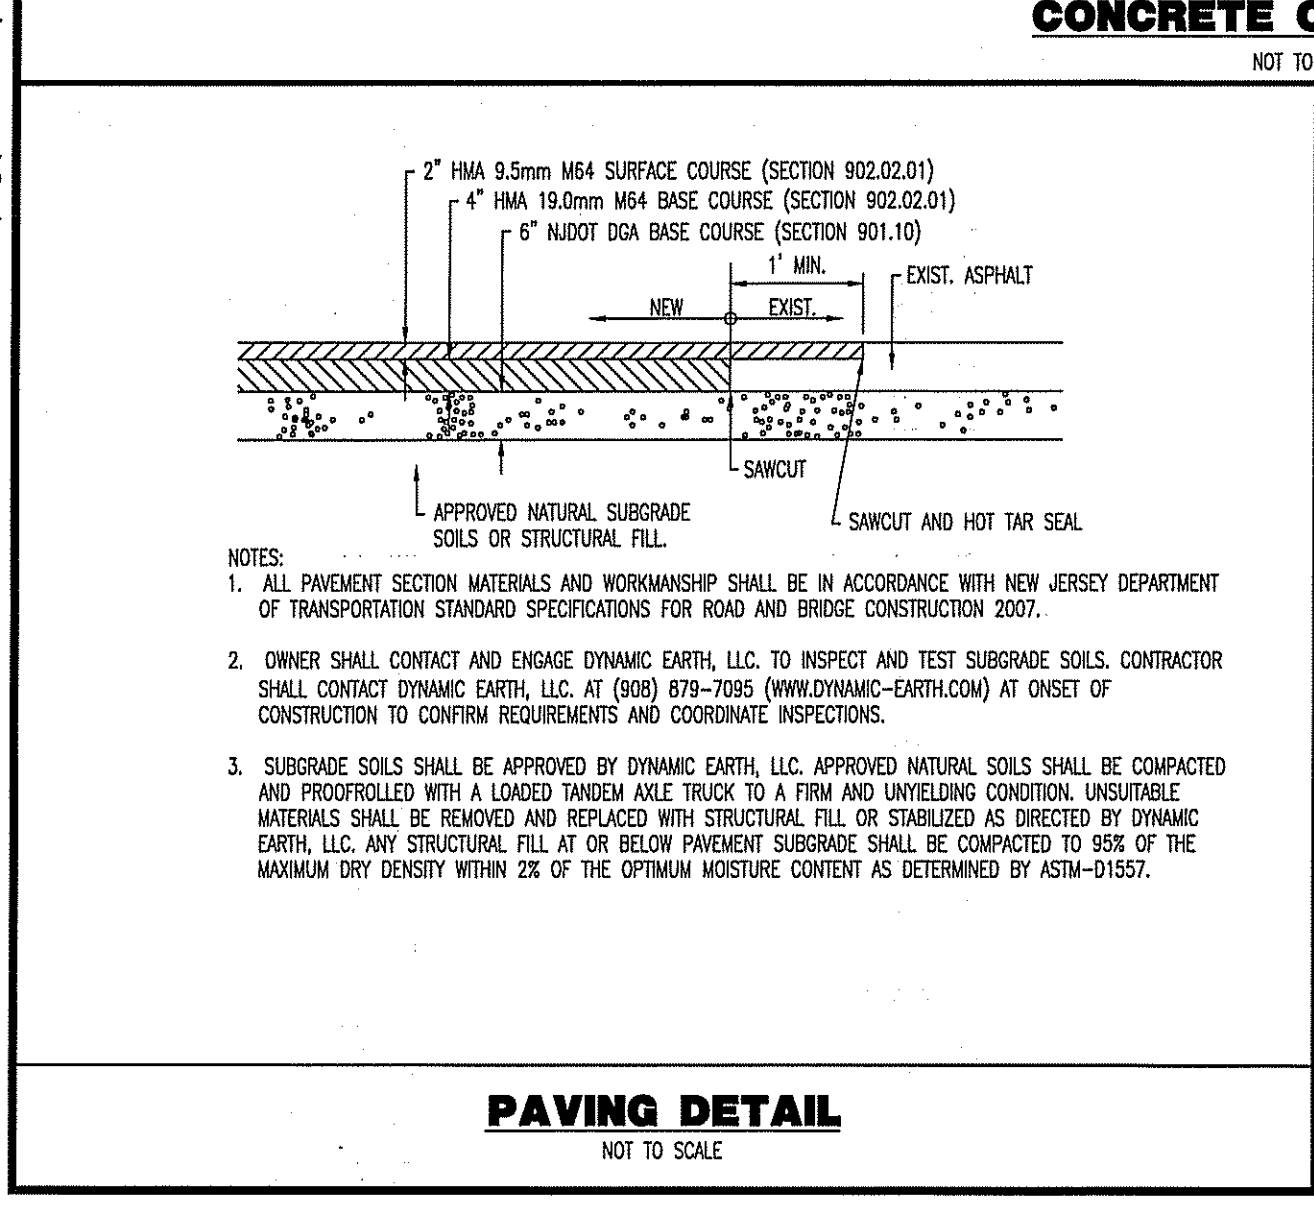 CONCRETE
NOT TO
2" HMA 9.5mm M64 SURFACE COURSE (SECTION 902.02.01)
4" HMA 19.0mm M64 BASE COURSE (SECTION 902.02.01)
6" NJDOT DGA BASE COURSE (SECTION 901.10)
1' MIN.
EXIST. ASPHALT
NEW
EXIST.
SAWCUT
APPROVED NATURAL SUBGRADE
SOILS OR STRUCTURAL FILL.
SAWCUT AND HOT TAR SEAL
NOTES:
1. ALL PAVEMENT SECTION MATERIALS AND WORKMANSHIP SHALL BE IN ACCORDANCE WITH NEW JERSEY DEPARTMENT
OF TRANSPORTATION STANDARD SPECIFICATIONS FOR ROAD AND BRIDGE CONSTRUCTION 2007.
2. OWNER SHALL CONTACT AND ENGAGE DYNAMIC EARTH, LLC. TO INSPECT AND TEST SUBGRADE SOILS. CONTRACTOR
SHALL CONTACT DYNAMIC EARTH, LLC. AT (908) 879-7095 (WWW.DYNAMIC-EARTH.COM) AT ONSET OF
CONSTRUCTION TO CONFIRM REQUIREMENTS AND COORDINATE INSPECTIONS.
3. SUBGRADE SOILS SHALL BE APPROVED BY DYNAMIC EARTH, LLC. APPROVED NATURAL SOILS SHALL BE COMPACTED
AND PROOFROLLED WITH A LOADED TANDEM AXLE TRUCK TO A FIRM AND UNYIELDING CONDITION. UNSUITABLE
MATERIALS SHALL BE REMOVED AND REPLACED WITH STRUCTURAL FILL OR STABILIZED AS DIRECTED BY DYNAMIC
EARTH, LLC. ANY STRUCTURAL FILL AT OR BELOW PAVEMENT SUBGRADE SHALL BE COMPACTED TO 95% OF THE
MAXIMUM DRY DENSITY WITHIN 2% OF THE OPTIMUM MOISTURE CONTENT AS DETERMINED BY ASTM-D1557.
PAVING DETAIL
NOT TO SCALE